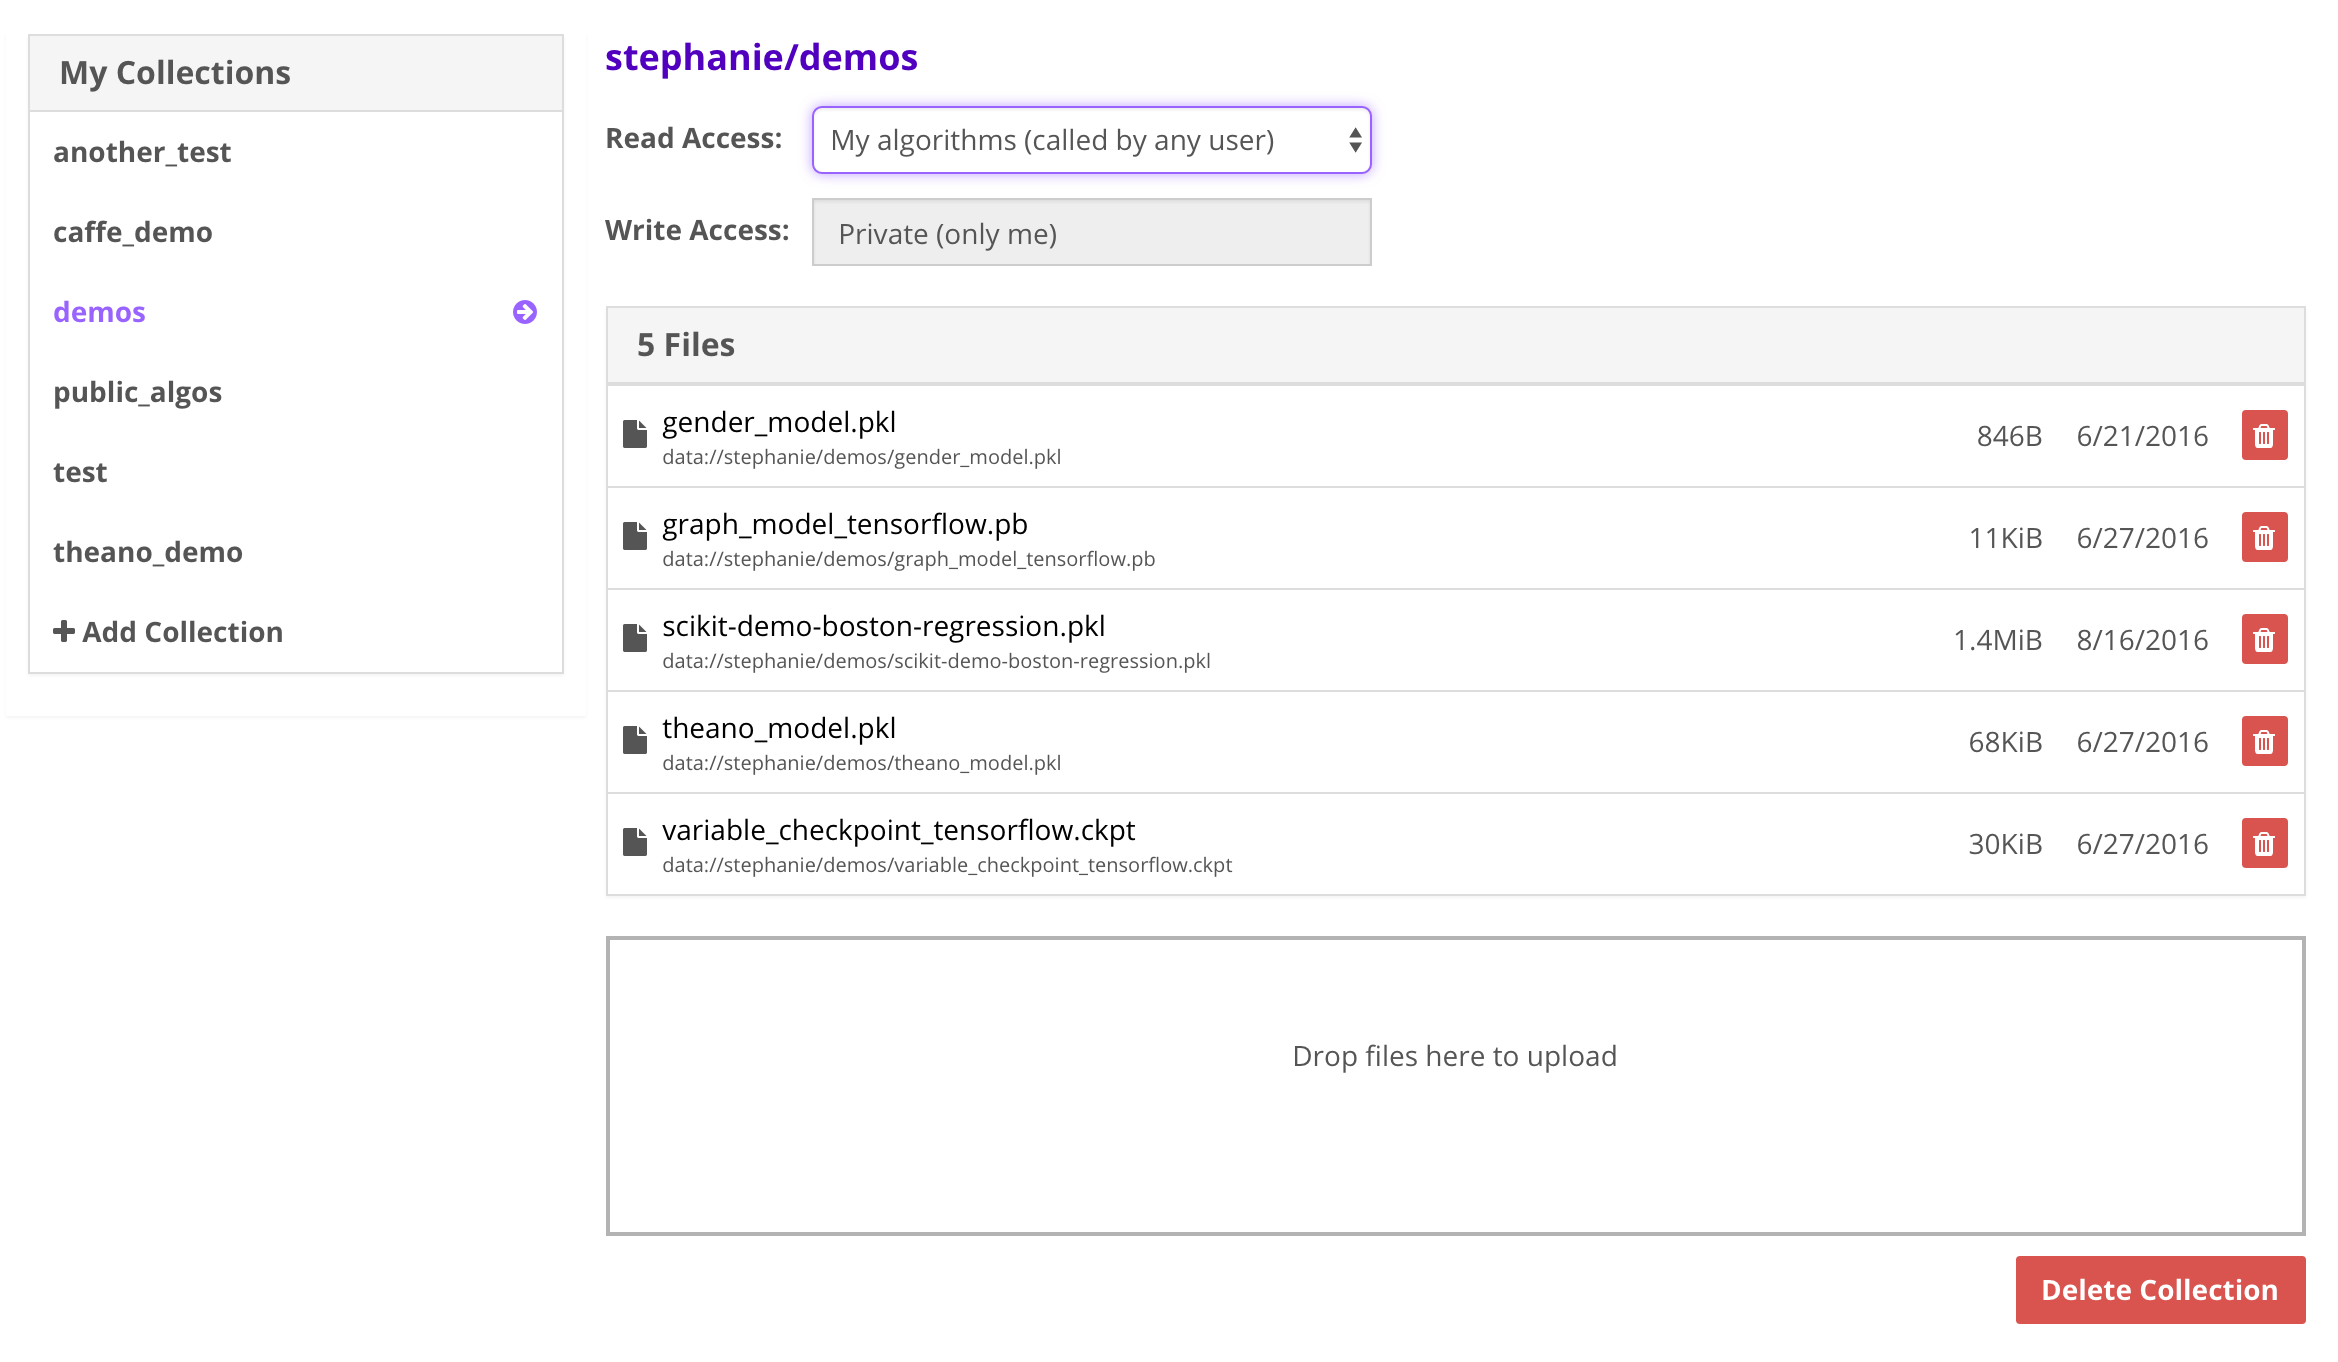 My Collections
another_test
caffe_demo
demos
public_algos
test
theano_demo
Add Collection
stephanie/demos
Read Access: My algorithms (called by any user)
Write Access: Private (only me)
5 Files
gender_model.pkl
data://stephanie/demos/gender_model.pkl
846B 6/21/2016
graph_model_tensorflow.pb
data://stephanie/demos/graph_model_tensorflow.pb
11KiB 6/27/2016
scikit-demo-boston-regression.pkl
data://stephanie/demos/scikit-demo-boston-regression.pkl
1.4MiB 8/16/2016
theano_model.pkl
data://stephanie/demos/theano_model.pkl
68KiB 6/27/2016
variable_checkpoint_tensorflow.ckpt
data://stephanie/demos/variable_checkpoint_tensorflow.ckpt
30KiB 6/27/2016
Drop files here to upload
Delete Collection